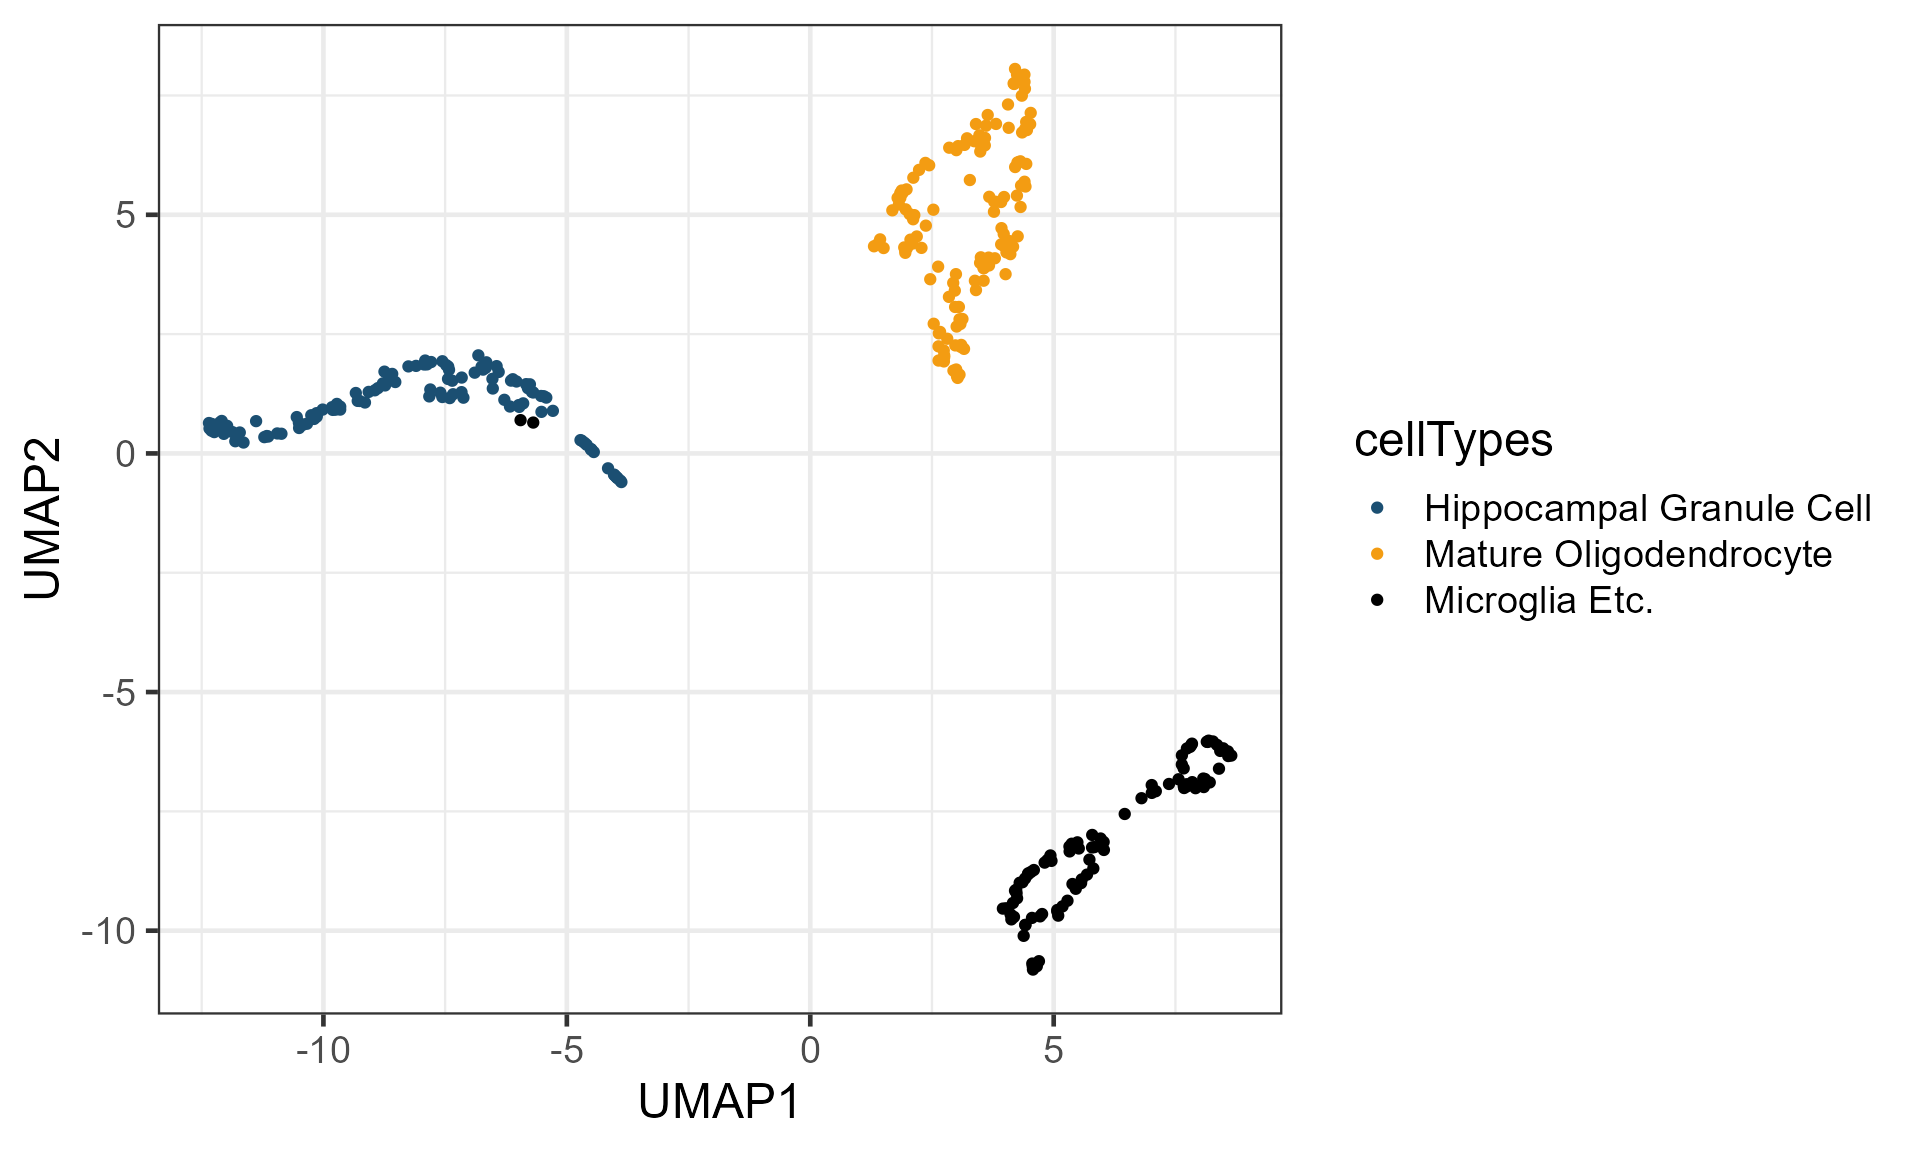 5
0
-5
-10
UMAP2
-10
-5
0
5
UMAP1
cellTypes
Hippocampal Granule Cell
Mature Oligodendrocyte
Microglia Etc.